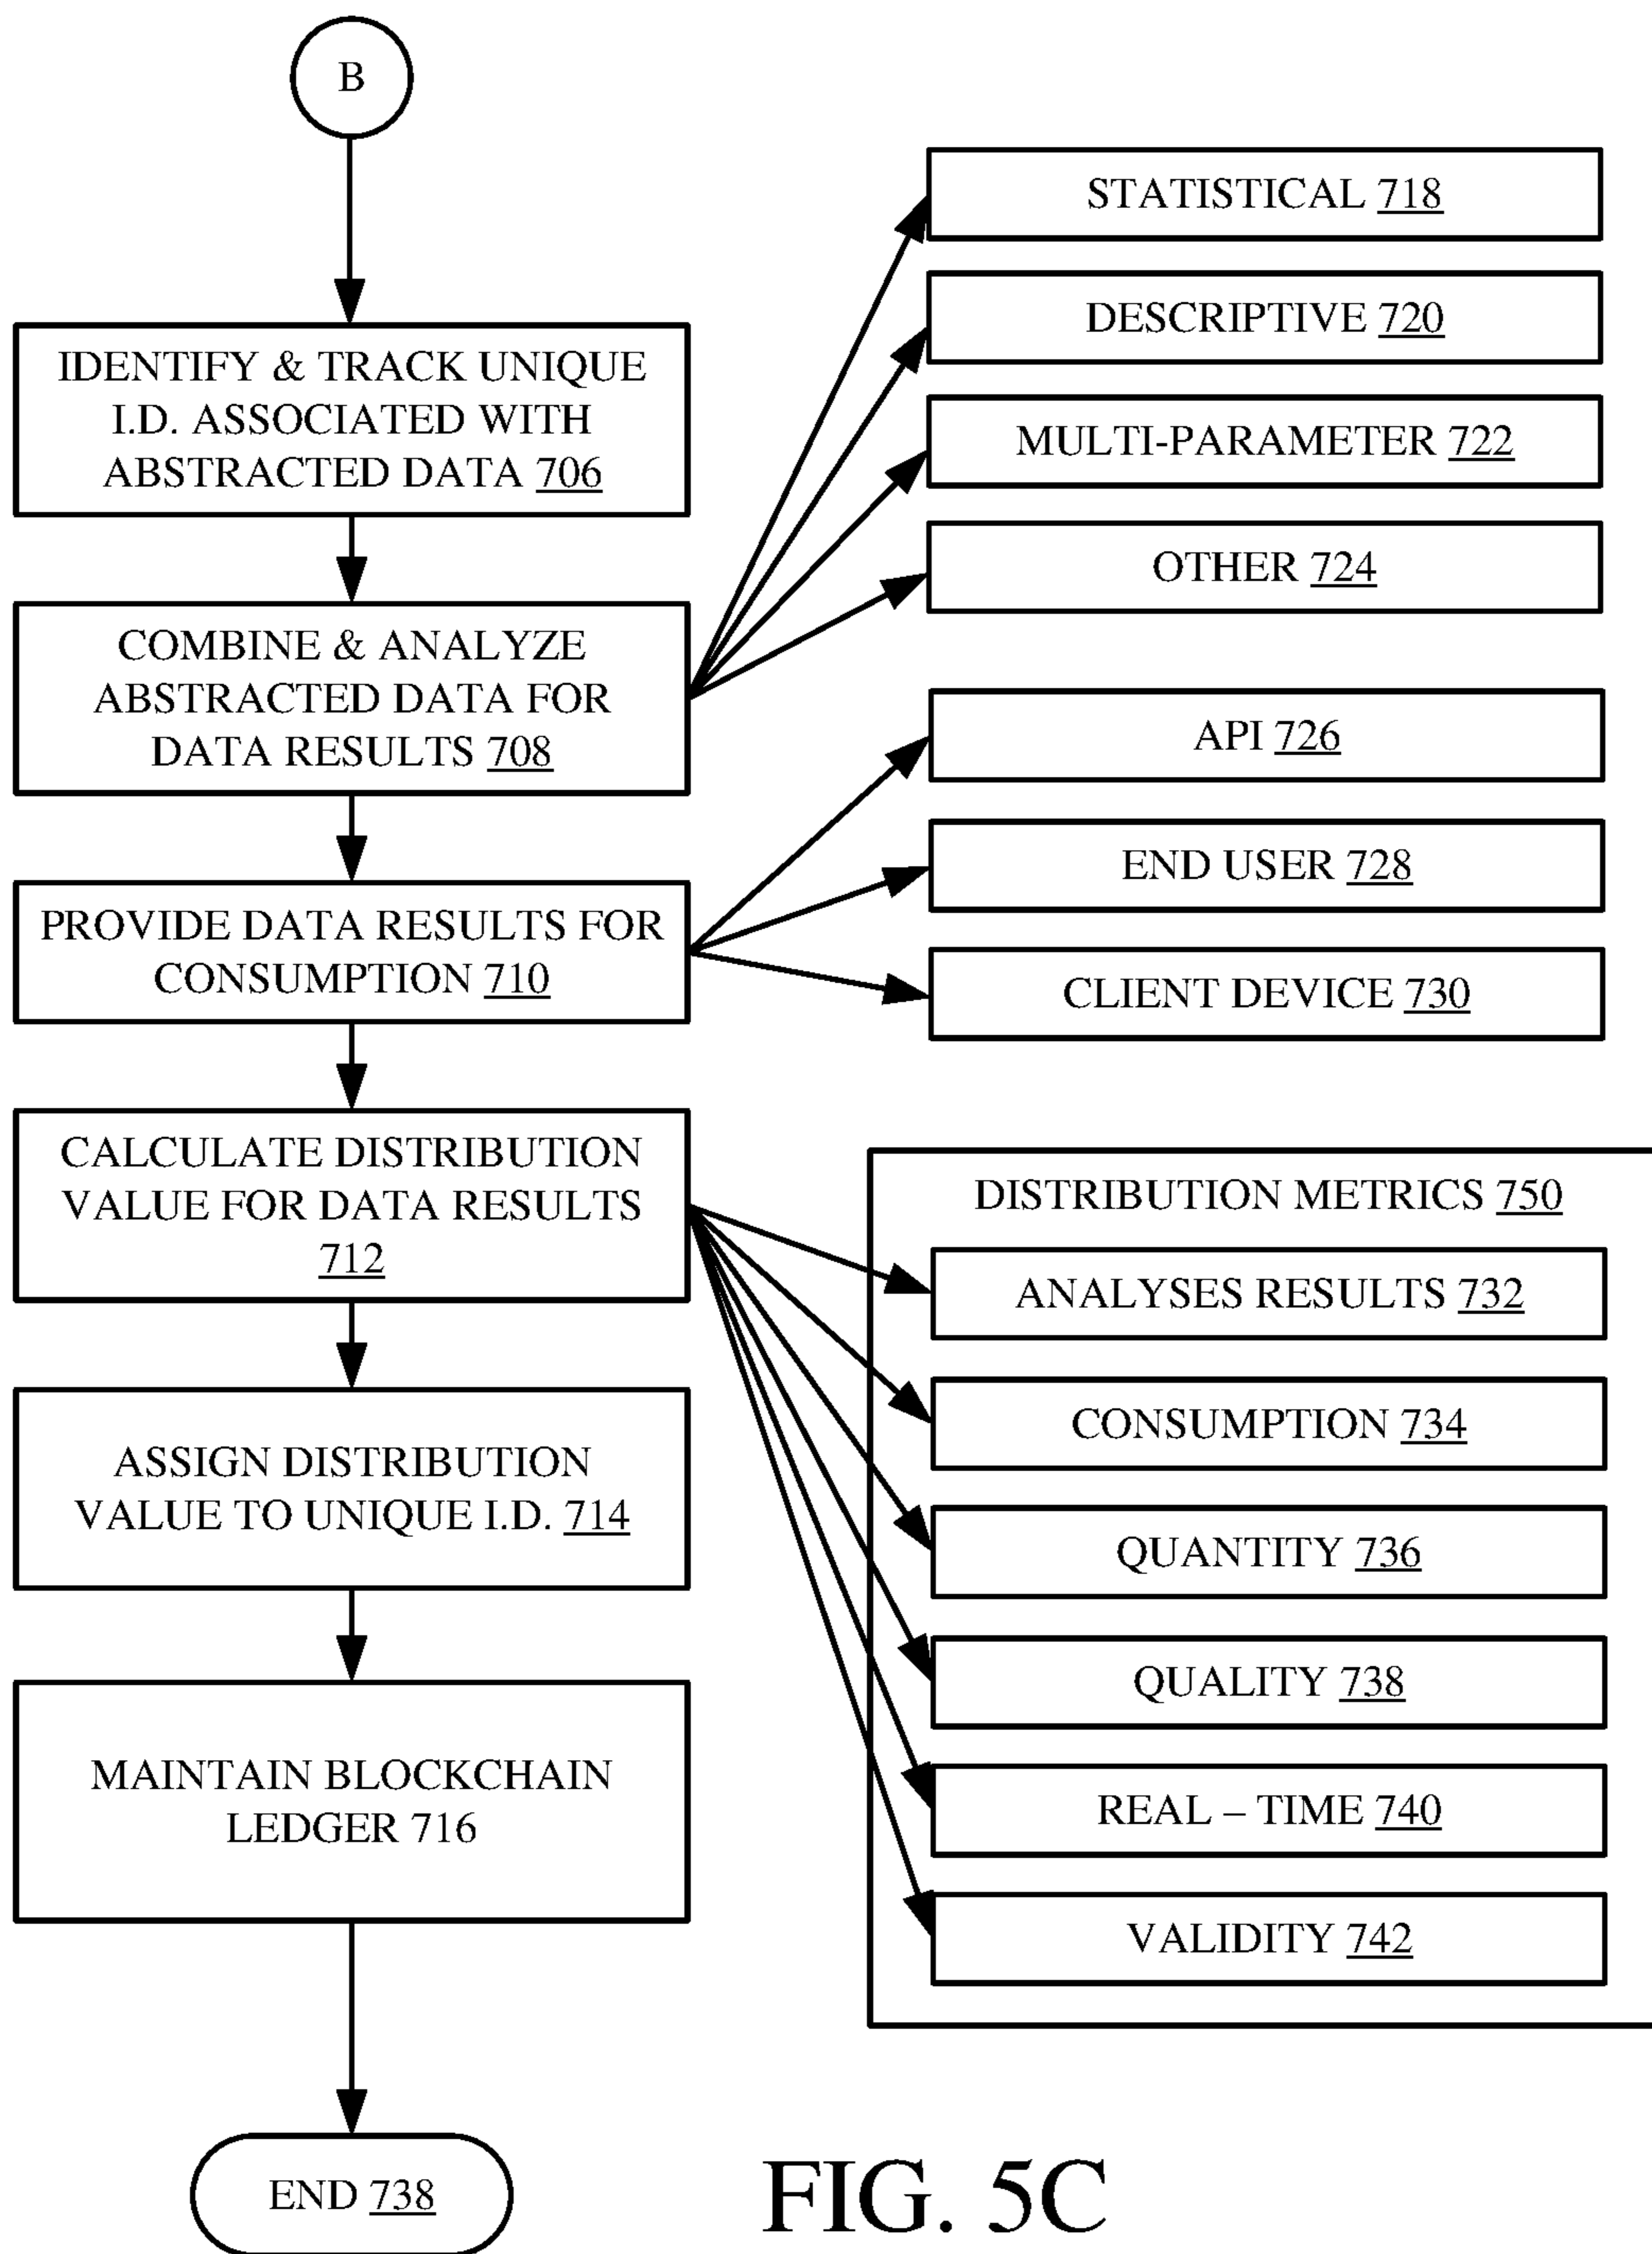 B
IDENTIFY & TRACK UNIQUE
I.D. ASSOCIATED WITH
ABSTRACTED DATA 706
COMBINE & ANALYZE
ABSTRACTED DATA FOR
DATA RESULTS 708
PROVIDE DATA RESULTS FOR
CONSUMPTION 710
CALCULATE DISTRIBUTION
VALUE FOR DATA RESULTS
712
ASSIGN DISTRIBUTION
VALUE TO UNIQUE I.D. 714
MAINTAIN BLOCKCHAIN
LEDGER 716
END 738
STATISTICAL 718
DESCRIPTIVE 720
MULTI-PARAMETER 722
OTHER 724
API 726
END USER 728
CLIENT DEVICE 730
DISTRIBUTION METRICS 750
ANALYSES RESULTS 732
CONSUMPTION 734
QUANTITY 736
QUALITY 738
REAL – TIME 740
VALIDITY 742
FIG. 5C